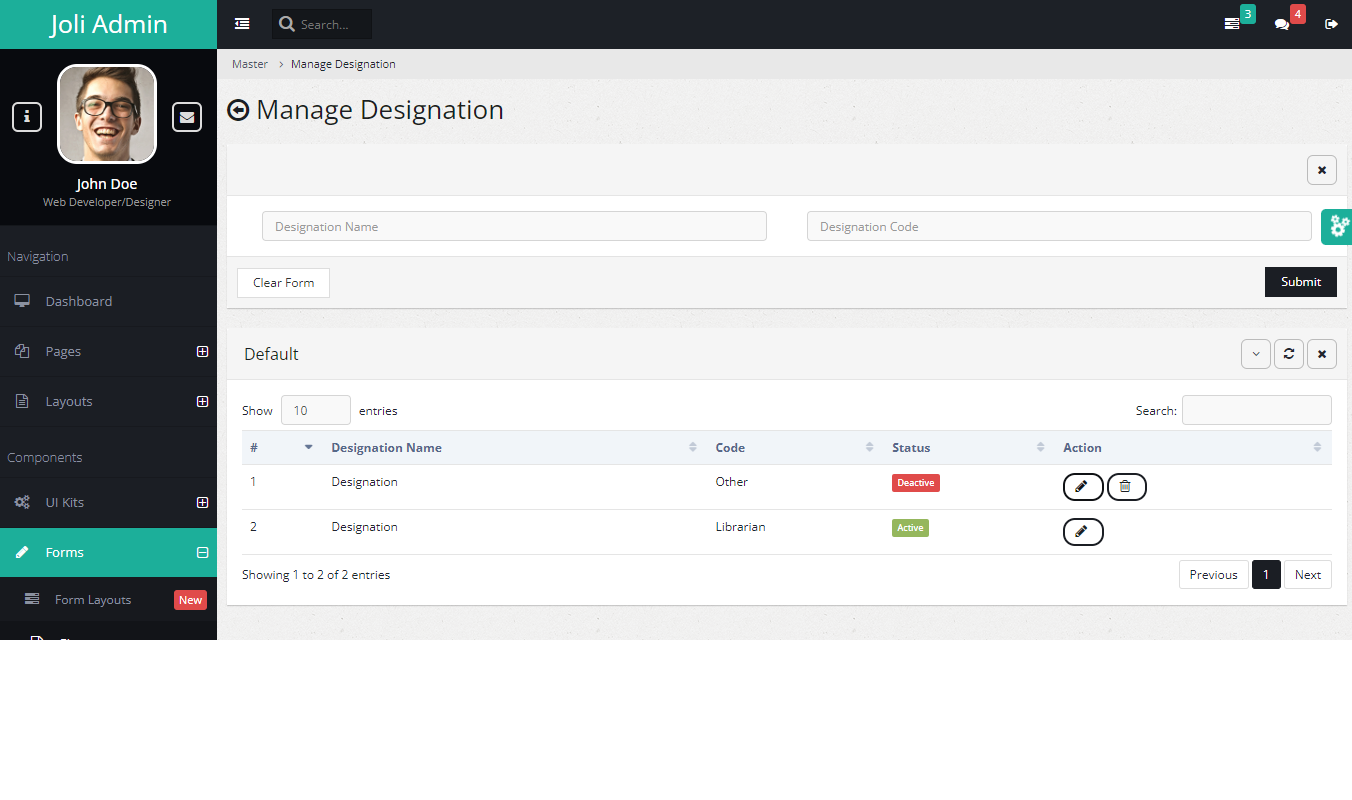 Joli Admin
Search...
3
4
John Doe
Web Developer/Designer
Navigation
Dashboard
Pages
Layouts
Components
UI Kits
Forms
Form Layouts New
Master > Manage Designation
Manage Designation
Designation Name Designation Code
Clear Form Submit
Default
Show 10 entries Search:
# Designation Name Code Status Action
1 Designation Other Deactive
2 Designation Librarian Active
Showing 1 to 2 of 2 entries Previous 1 Next